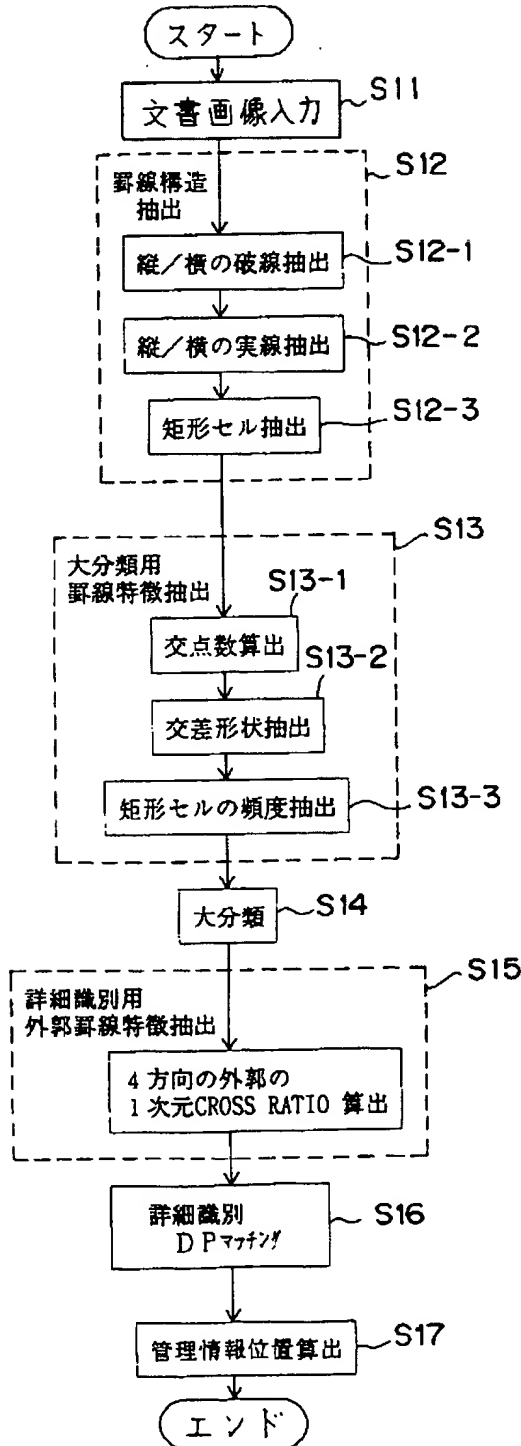 スタート
S11
文書画像入力
S12
罫線構造
抽出
S12-1
縦/横の破線抽出
S12-2
縦/横の実線抽出
S12-3
矩形セル抽出
S13
大分類用
罫線特徴抽出
S13-1
交点数算出
S13-2
交差形状抽出
矩形セルの頻度抽出
S13-3
大分類
S14
S15
詳細識別用
外郭罫線特徴抽出
4方向の外郭の
1次元CROSS RATIO 算出
詳細識別
DPマッチング
S16
管理情報位置算出
S17
エンド